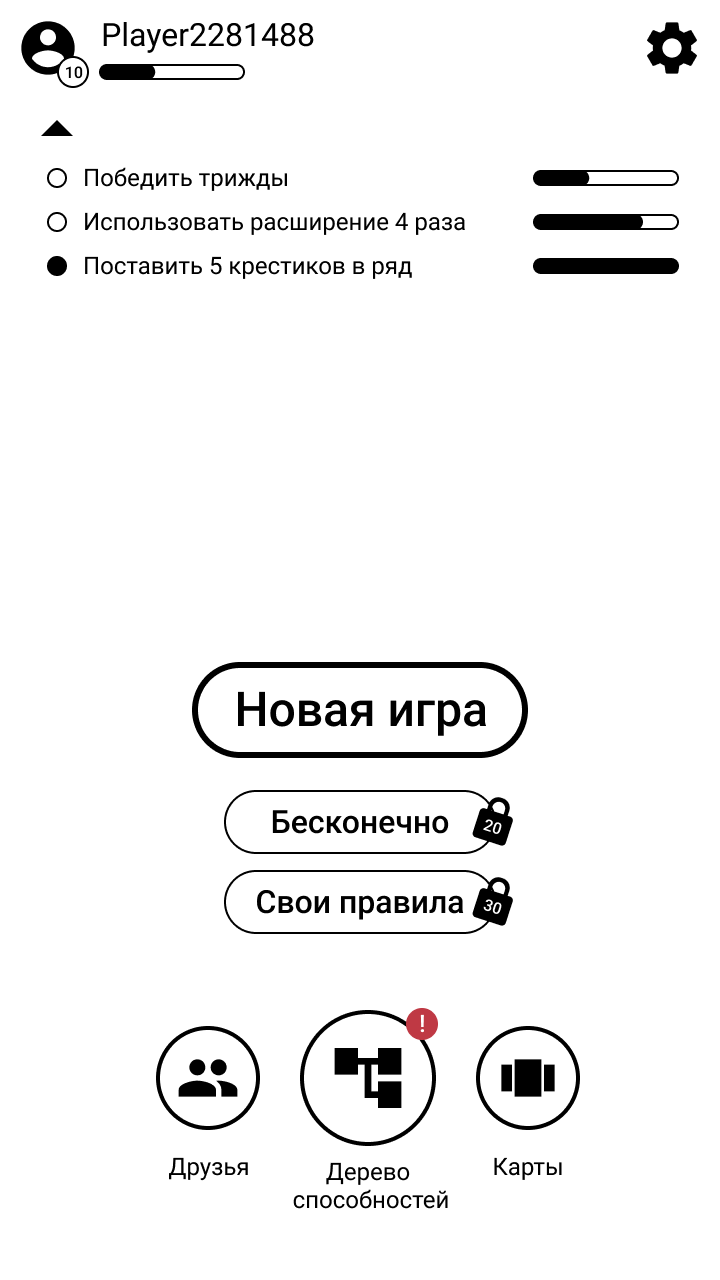 Player2281488
10
Победить трижды
Использовать расширение 4 раза
Поставить 5 крестиков в ряд
Новая игра
Бесконечно
20
Свои правила
30
!
Друзья
Дерево
способностей
Карты